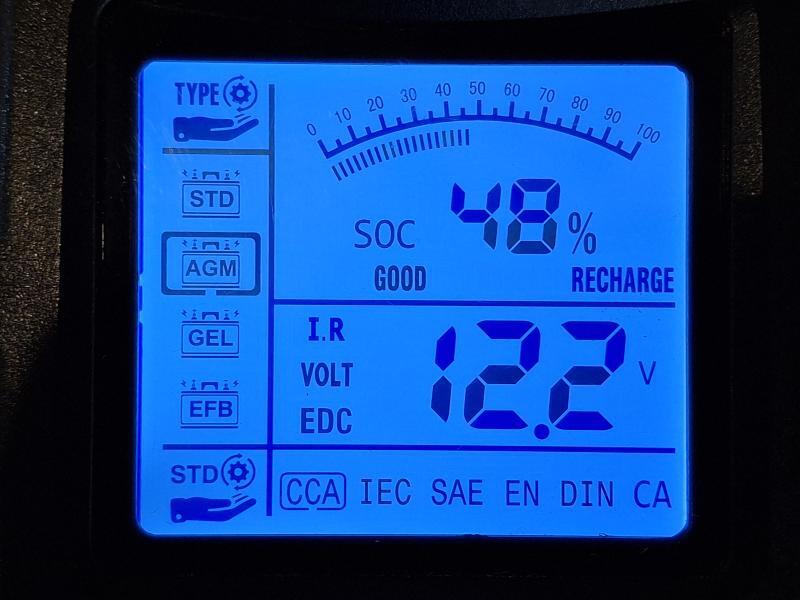 TYPE
0 10 20 30 40 50 60 70 80 90 100
STD
SOC 48%
AGM
GOOD RECHARGE
GEL
I.R
VOLT 12.2 V
EFB
EDC
STD
CCA IEC SAE EN DIN CA